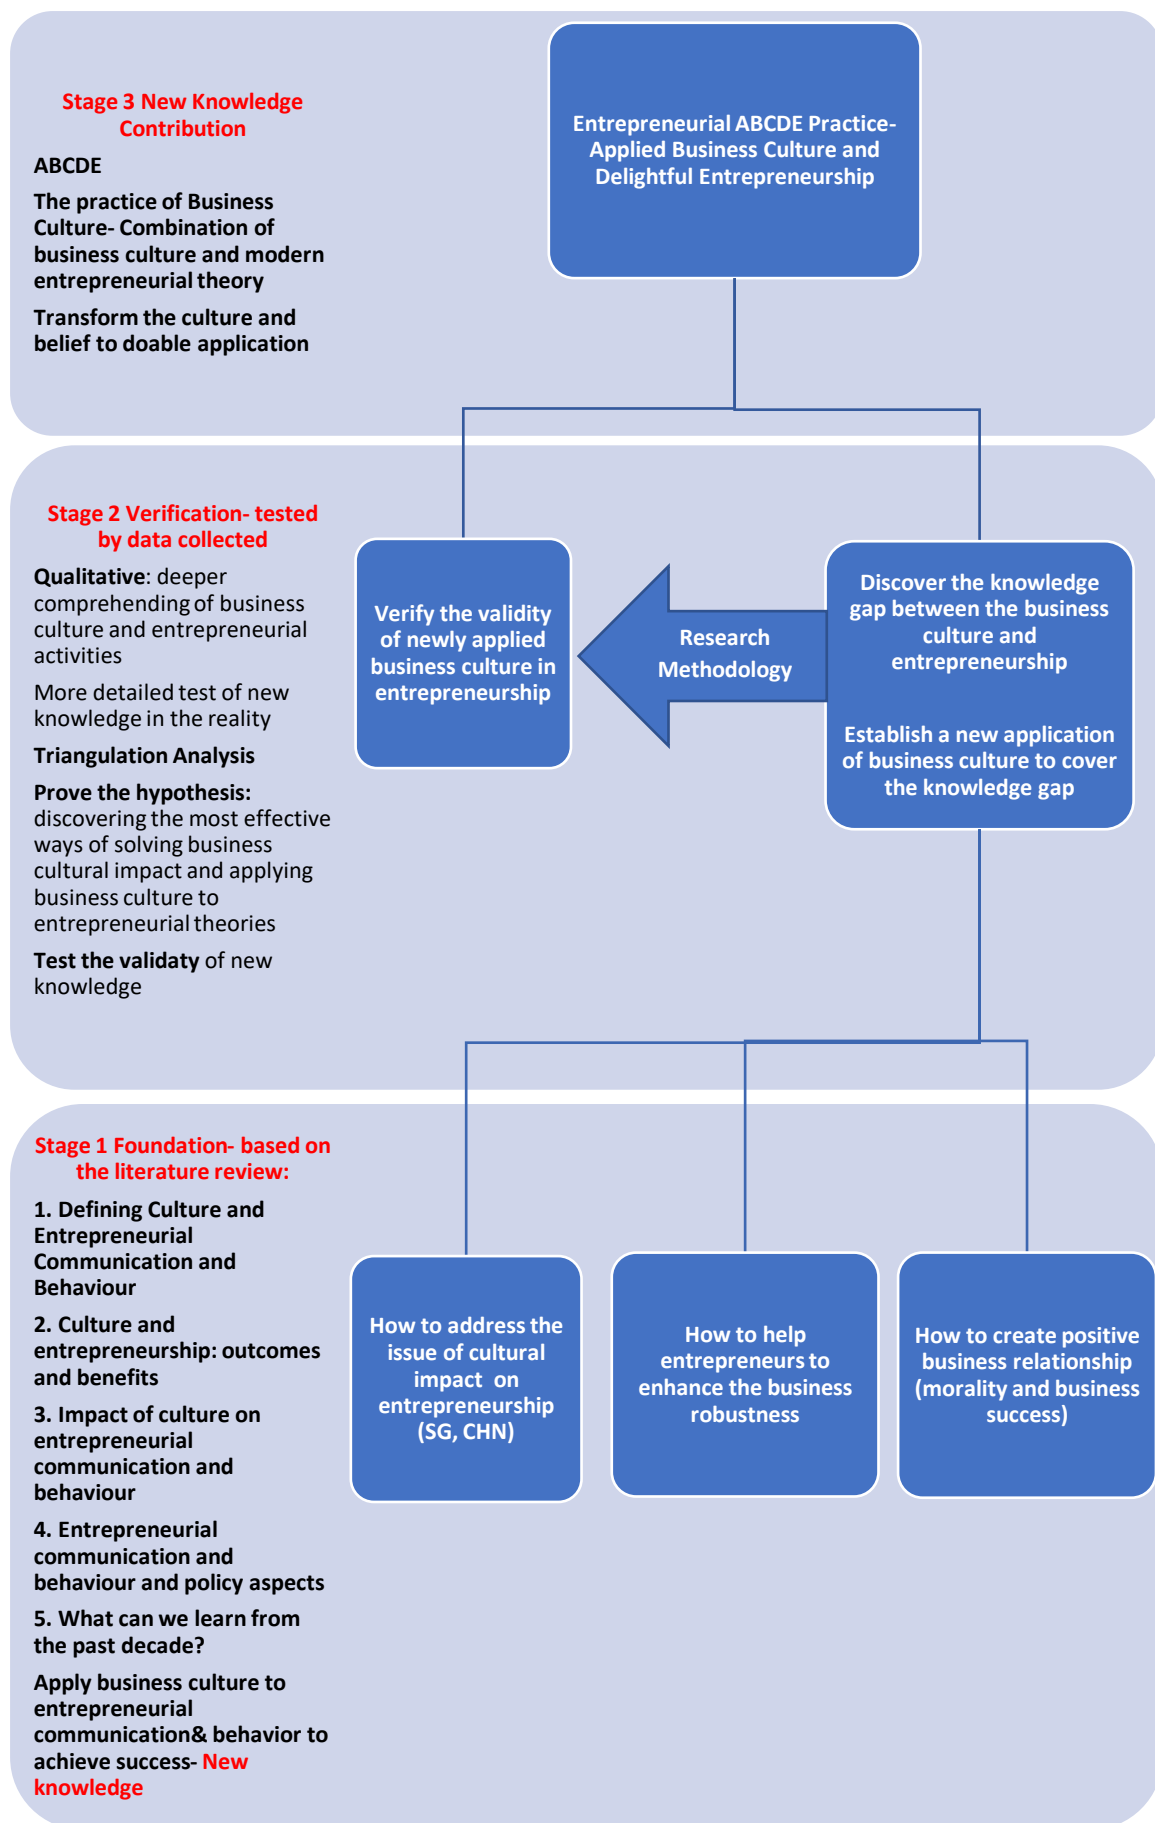 Stage 3 New Knowledge
Contribution
ABCDE
The practice of Business
Culture- Combination of
business culture and modern
entrepreneurial theory
Transform the culture and
belief to doable application
Entrepreneurial ABCDE Practice-
Applied Business Culture and
Delightful Entrepreneurship
Stage 2 Verification- tested
by data collected
Qualitative: deeper
comprehending of business
culture and entrepreneurial
activities
More detailed test of new
knowledge in the reality
Triangulation Analysis
Prove the hypothesis:
discovering the most effective
ways of solving business
cultural impact and applying
business culture to
entrepreneurial theories
Test the validaty of new
knowledge
Verify the validity
of newly applied
business culture in
entrepreneurship
Research
Methodology
Discover the knowledge
gap between the business
culture and
entrepreneurship
Establish a new application
of business culture to cover
the knowledge gap
Stage 1 Foundation- based on
the literature review:
1. Defining Culture and
Entrepreneurial
Communication and
Behaviour
2. Culture and
entrepreneurship: outcomes
and benefits
3. Impact of culture on
entrepreneurial
communication and
behaviour
4. Entrepreneurial
communication and
behaviour and policy aspects
5. What can we learn from
the past decade?
Apply business culture to
entrepreneurial
communication& behavior to
achieve success- New
knowledge
How to address the
issue of cultural
impact on
entrepreneurship
(SG, CHN)
How to help
entrepreneurs to
enhance the business
robustness
How to create positive
business relationship
(morality and business
success)